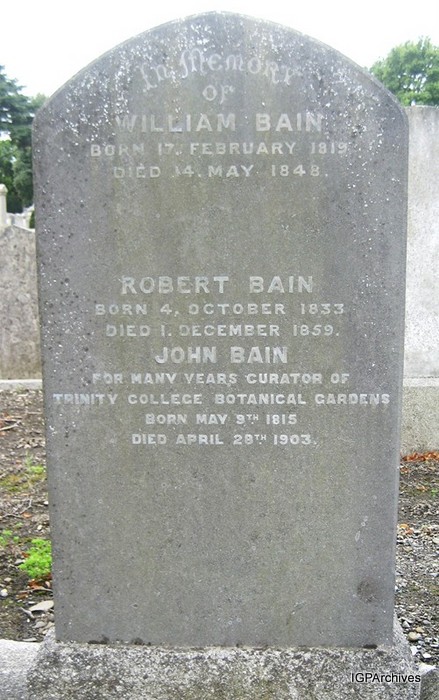 In Memory
of
WILLIAM BAIN
BORN 17. FEBRUARY 1819
DIED 14. MAY 1848.
ROBERT BAIN
BORN 4. OCTOBER 1833
DIED 1. DECEMBER 1859.
JOHN BAIN
FOR MANY YEARS CURATOR OF
TRINITY COLLEGE BOTANICAL GARDENS
BORN MAY 9TH 1815
DIED APRIL 28TH 1903.
IGPArchives